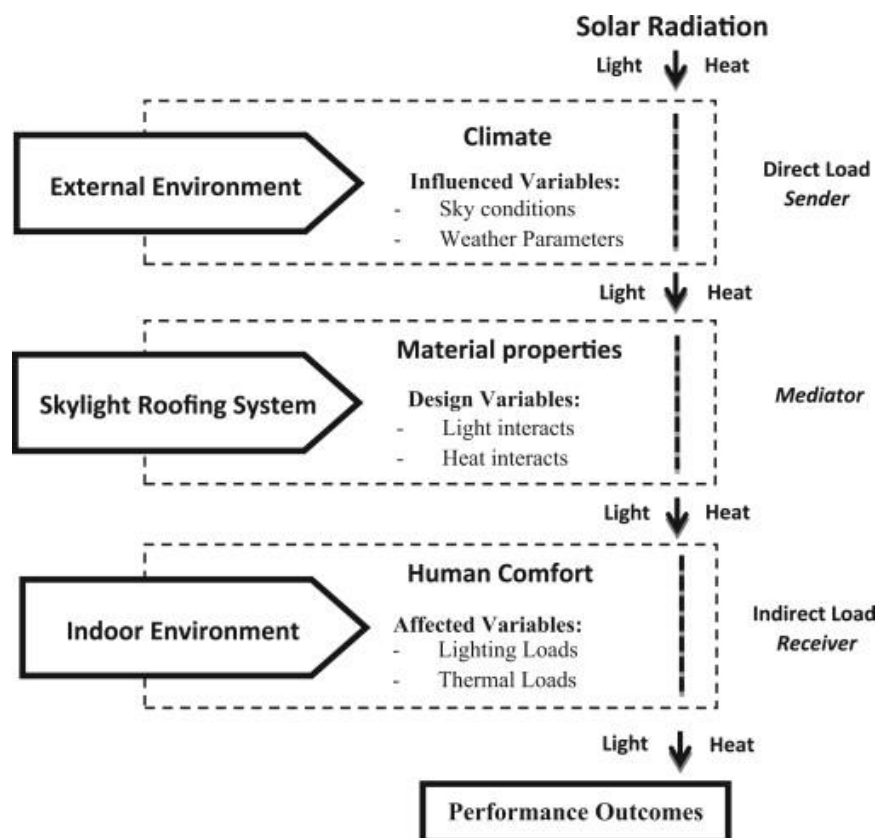 Solar Radiation
Light Heat
External Environment
Climate
Influenced Variables:
- Sky conditions
- Weather Parameters
Direct Load
Sender
Light Heat
Skylight Roofing System
Material properties
Design Variables:
- Light interacts
- Heat interacts
Mediator
Light Heat
Indoor Environment
Human Comfort
Affected Variables:
- Lighting Loads
- Thermal Loads
Indirect Load
Receiver
Light Heat
Performance Outcomes